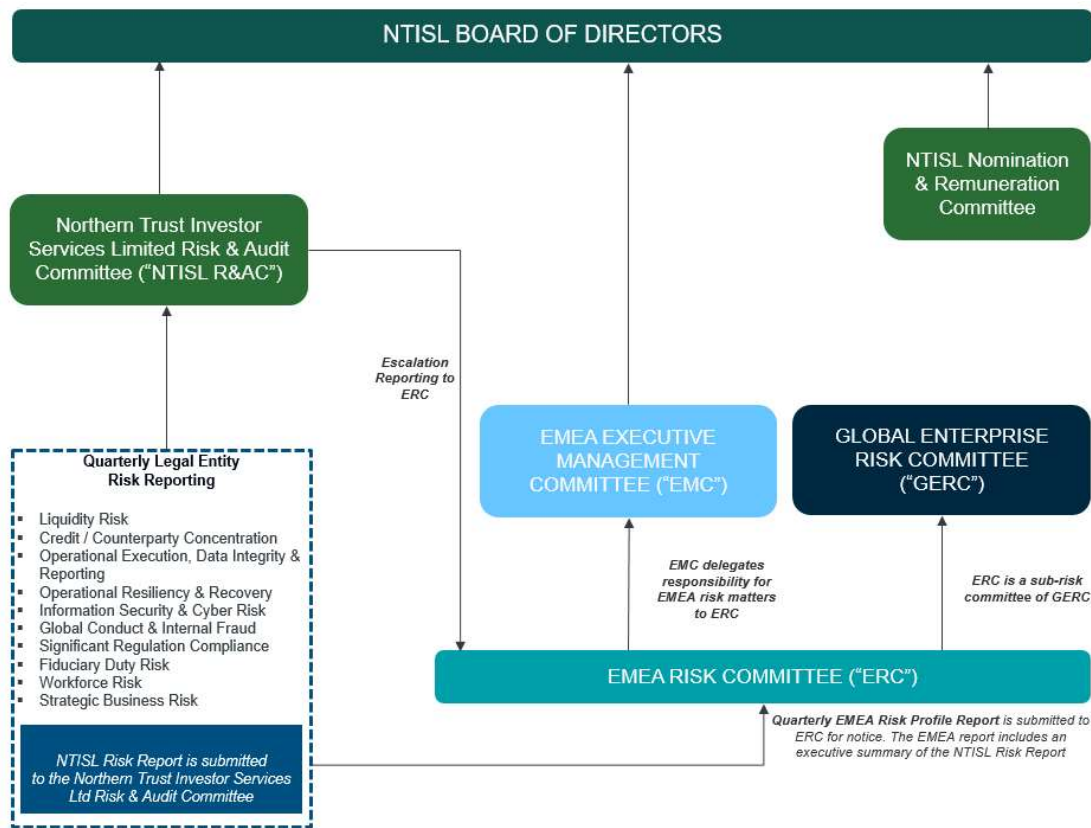 NTISL BOARD OF DIRECTORS
NTISL Nomination
& Remuneration
Committee
Northern Trust Investor
Services Limited Risk & Audit
Committee (“NTISL R&AC”)
Escalation
Reporting to
ERC
EMEA EXECUTIVE
MANAGEMENT
COMMITTEE (“EMC”)
GLOBAL ENTERPRISE
RISK COMMITTEE
(“GERC”)
Quarterly Legal Entity
Risk Reporting
▪ Liquidity Risk
▪ Credit / Counterparty Concentration
▪ Operational Execution, Data Integrity &
Reporting
▪ Operational Resiliency & Recovery
▪ Information Security & Cyber Risk
▪ Global Conduct & Internal Fraud
▪ Significant Regulation Compliance
▪ Fiduciary Duty Risk
▪ Workforce Risk
▪ Strategic Business Risk
NTISL Risk Report is submitted
to the Northern Trust Investor Services
Ltd Risk & Audit Committee
EMC delegates
responsibility for
EMEA risk matters
to ERC
ERC is a sub-risk
committee of GERC
EMEA RISK COMMITTEE (“ERC”)
Quarterly EMEA Risk Profile Report is submitted to
ERC for notice. The EMEA report includes an
executive summary of the NTISL Risk Report